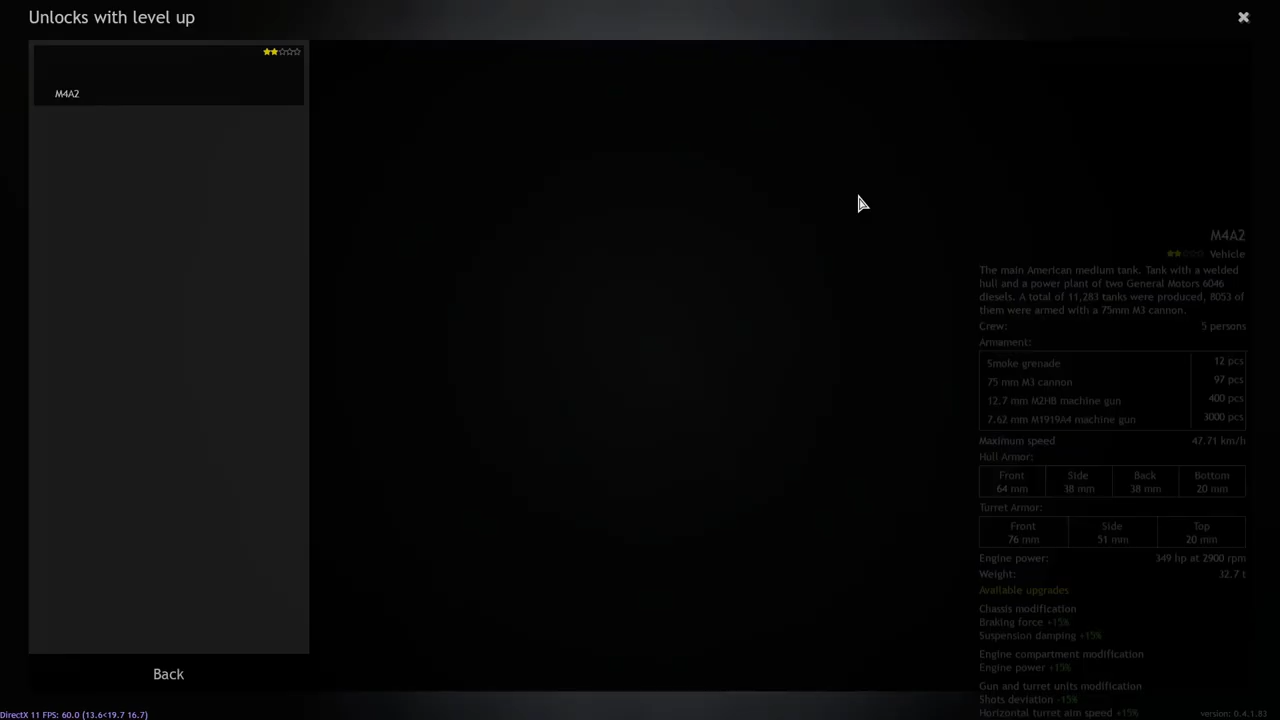 Unlocks with level up
M4A2
M4A2
Vehicle
The main American medium tank. Tank with a welded
hull and a power plant of two General Motors 6046
diesels. A total of 11,283 tanks were produced, 8053 of
them were armed with a 75mm M3 cannon.
Crew: 5 persons
Armament:
Smoke grenade 12 pcs
75 mm M3 cannon 97 pcs
12,7 mm M2HB machine gun 400 pcs
7,62 mm M1919A4 machine gun 3000 pcs
Maximum speed 47.71 km/h
Hull Armor:
Front Side Back Bottom
64 mm 38 mm 38 mm 20 mm
Turret Armor:
Front Side Top
76 mm 51 mm 20 mm
Engine power: 349 hp at 2900 rpm
Weight: 32,7 t
Available upgrades
Chassis modification
Braking force +15%
Suspension damping +15%
Engine compartment modification
Engine power +15%
Gun and turret units modification
Shots deviation -15%
Horizontal turret aim speed +15%
Back
DirectX 11 FPS: 60.0 (13.6<19.7 16.7)
version: 0.4.1.83